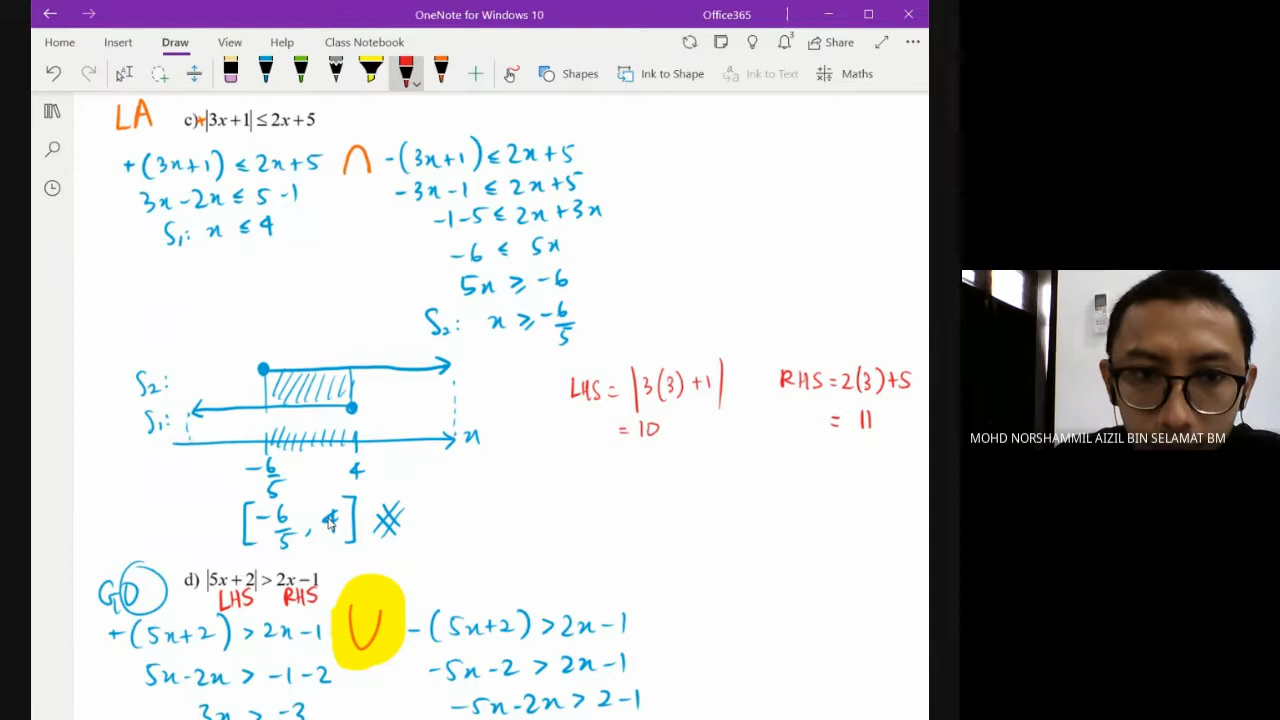 OneNote for Windows 10
Office365
Home Insert Draw View Help Class Notebook
3
Share
Shapes Ink to Shape Ink to Text Maths
LA c) |3x+1| ≤ 2x+5
+(3x+1) ≤ 2x+5 ∩ -(3x+1) ≤ 2x+5
3x-2x ≤ 5-1 -3x-1 ≤ 2x+5
S1: x ≤ 4 -1-5 ≤ 2x+3x
-6 ≤ 5x
5x ≥ -6
S2: x ≥ -6/5
S2:
S1:
x
-6/5 4
[-6/5, 4]
LHS = |3(3)+1| RHS = 2(3)+5
= 10 = 11
MOHD NORSHAMMIL AIZIL BIN SELAMAT BM
GO d) |5x+2| > 2x-1
LHS RHS
+(5x+2) > 2x-1 U -(5x+2) > 2x-1
5x-2x > -1-2 -5x-2 > 2x-1
3x > -3 -5x-2x > 2-1